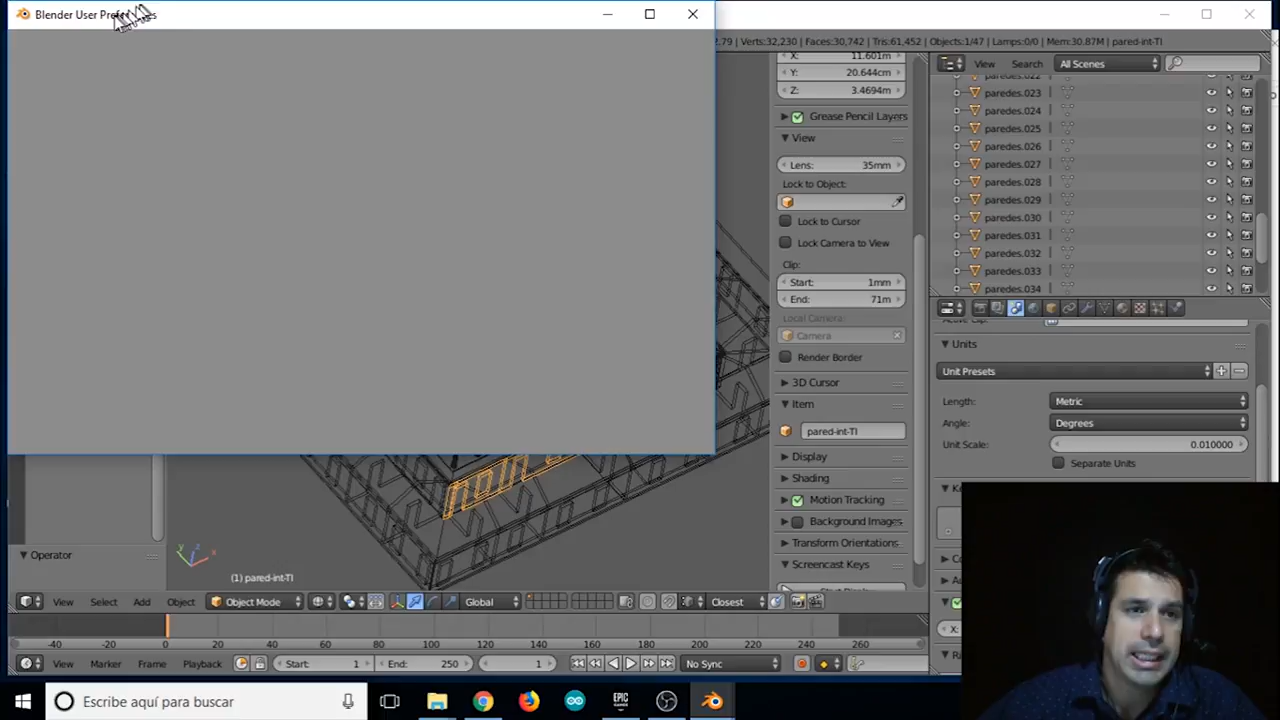 Blender User Prefe
2.79 | Verts:32,230 | Faces:30,742 | Tris:61,452 | Objects:1/47 | Lamps:0/0 | Mem:30.87M | pared-int-TI
X: 11.601m
Y: 20.644cm
Z: 3.4694m
Grease Pencil Layers
View
Lens: 35mm
Lock to Object:
Lock to Cursor
Lock Camera to View
Clip:
Start: 1mm
End: 71m
Local Camera:
Camera
Render Border
3D Cursor
Item
pared-int-TI
Display
Shading
Motion Tracking
Background Images
Transform Orientations
Screencast Keys
View Search All Scenes
paredes.022
paredes.023
paredes.024
paredes.025
paredes.026
paredes.027
paredes.028
paredes.029
paredes.030
paredes.031
paredes.032
paredes.033
paredes.034
Units
Unit Presets
Length: Metric
Angle: Degrees
Unit Scale: 0.010000
Separate Units
X:
Operator
y z x
(1) pared-int-TI
View Select Add Object Object Mode Global Closest
-40 -20 0 20 40 60 80 100 120 140 160 180 200 220 240 260
View Marker Frame Playback Start: 1 End: 250 1 No Sync
Escribe aquí para buscar
EPIC GAMES